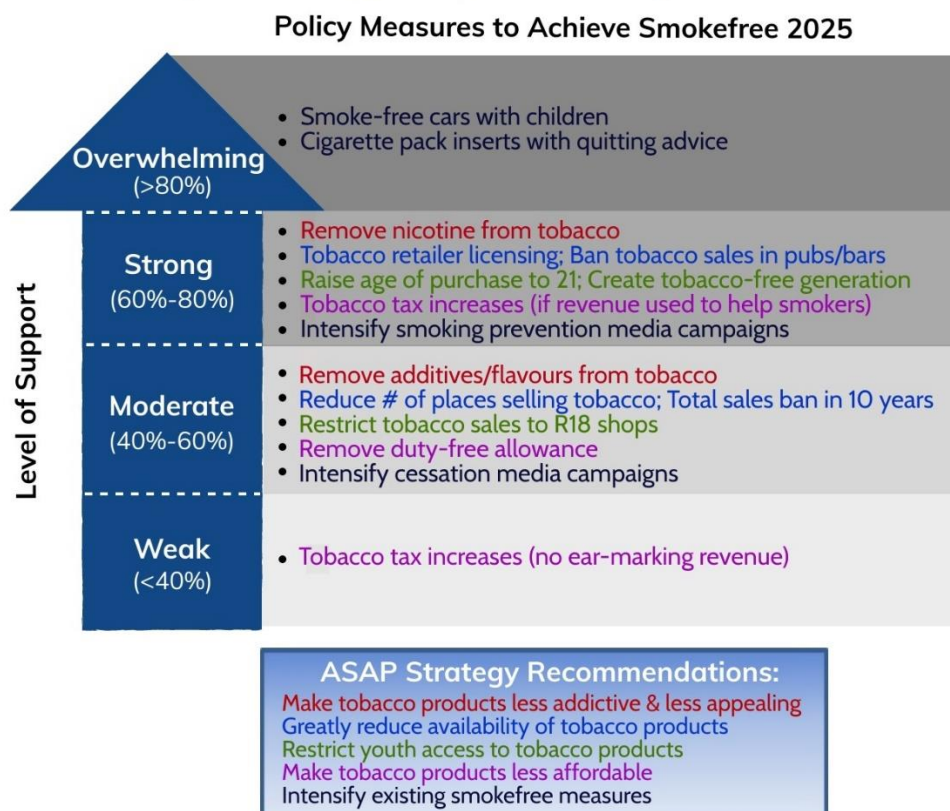 Policy Measures to Achieve Smokefree 2025
Level of Support
Overwhelming
(>80%)
• Smoke-free cars with children
• Cigarette pack inserts with quitting advice
Strong
(60%-80%)
• Remove nicotine from tobacco
• Tobacco retailer licensing; Ban tobacco sales in pubs/bars
• Raise age of purchase to 21; Create tobacco-free generation
• Tobacco tax increases (if revenue used to help smokers)
• Intensify smoking prevention media campaigns
Moderate
(40%-60%)
• Remove additives/flavours from tobacco
• Reduce # of places selling tobacco; Total sales ban in 10 years
• Restrict tobacco sales to R18 shops
• Remove duty-free allowance
• Intensify cessation media campaigns
Weak
(<40%)
• Tobacco tax increases (no ear-marking revenue)
ASAP Strategy Recommendations:
Make tobacco products less addictive & less appealing
Greatly reduce availability of tobacco products
Restrict youth access to tobacco products
Make tobacco products less affordable
Intensify existing smokefree measures